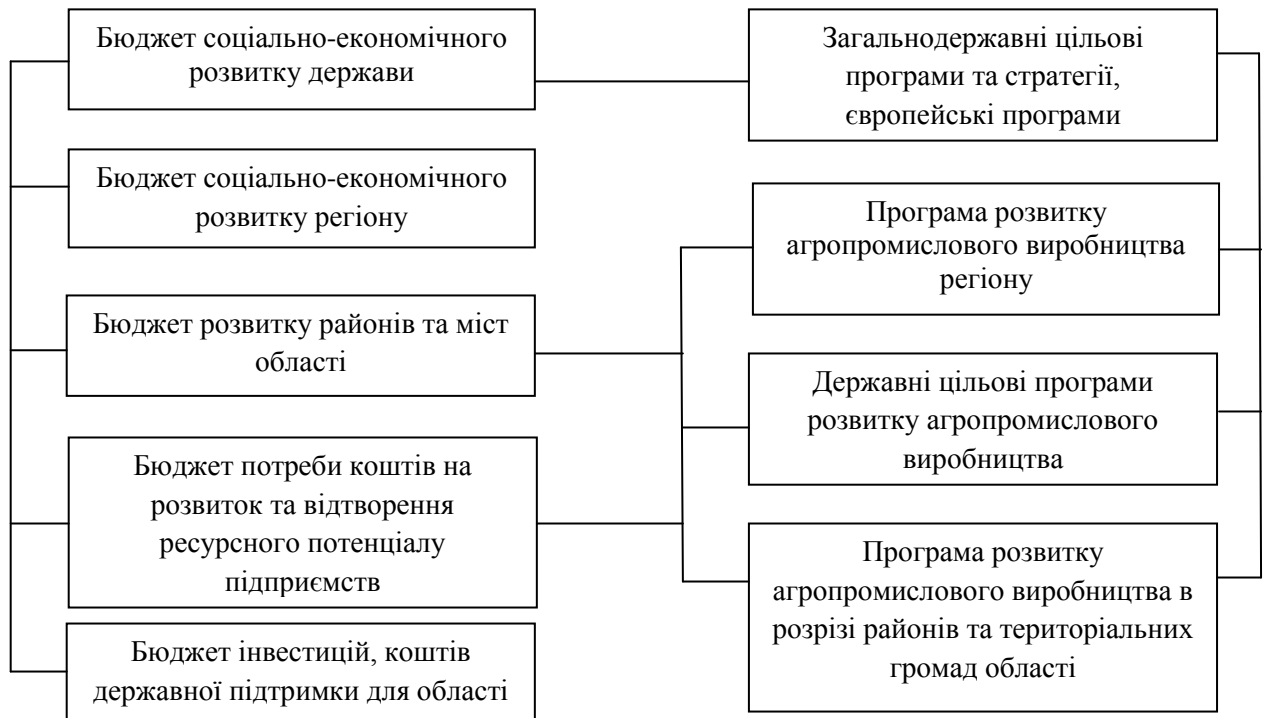 Бюджет соціально-економічного
розвитку держави
Бюджет соціально-економічного
розвитку регіону
Бюджет розвитку районів та міст
області
Бюджет потреби коштів на
розвиток та відтворення
ресурсного потенціалу
підприємств
Бюджет інвестицій, коштів
державної підтримки для області
Загальнодержавні цільові
програми та стратегії,
європейські програми
Програма розвитку
агропромислового виробництва
регіону
Державні цільові програми
розвитку агропромислового
виробництва
Програма розвитку
агропромислового виробництва в
розрізі районів та територіальних
громад області